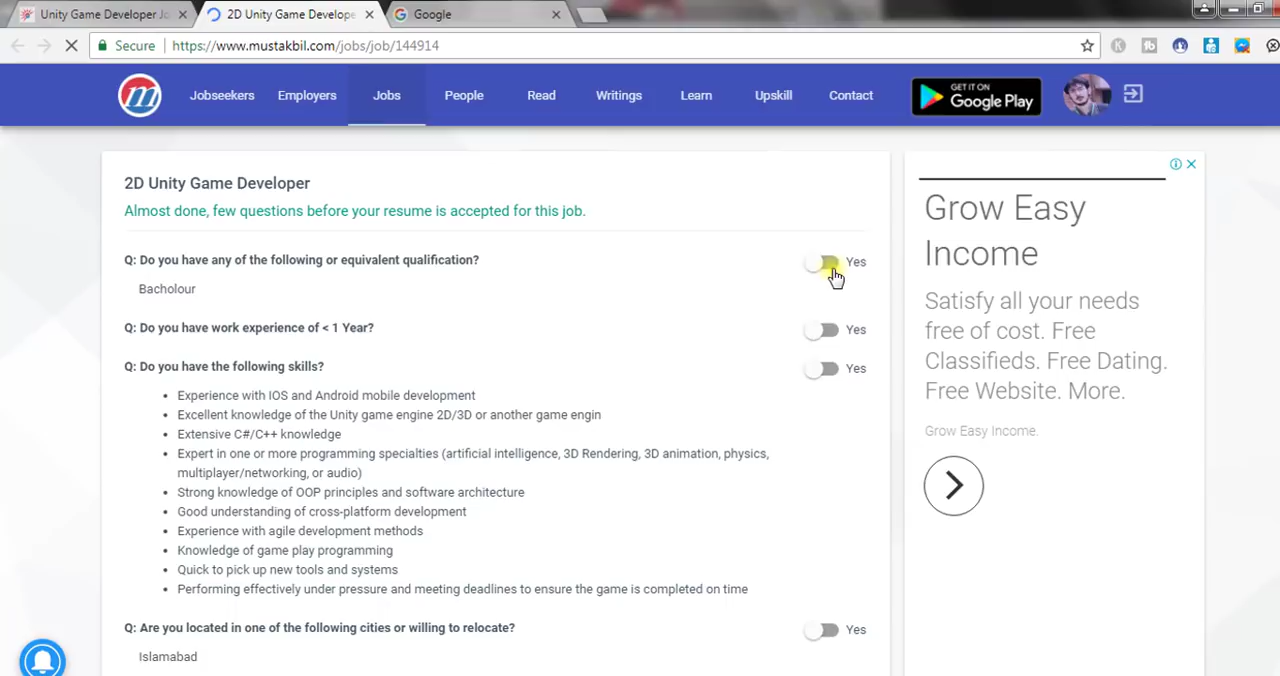 Unity Game Developer Jo
2D Unity Game Develope
Google
Secure
https://www.mustakbil.com/jobs/job/144914
m
Jobseekers
Employers
Jobs
People
Read
Writings
Learn
Upskill
Contact
GET IT ON
Google Play
2D Unity Game Developer
Almost done, few questions before your resume is accepted for this job.
Q: Do you have any of the following or equivalent qualification?
Yes
Bacholour
Q: Do you have work experience of < 1 Year?
Yes
Q: Do you have the following skills?
Yes
• Experience with IOS and Android mobile development
• Excellent knowledge of the Unity game engine 2D/3D or another game engin
• Extensive C#/C++ knowledge
• Expert in one or more programming specialties (artificial intelligence, 3D Rendering, 3D animation, physics,
multiplayer/networking, or audio)
• Strong knowledge of OOP principles and software architecture
• Good understanding of cross-platform development
• Experience with agile development methods
• Knowledge of game play programming
• Quick to pick up new tools and systems
• Performing effectively under pressure and meeting deadlines to ensure the game is completed on time
Q: Are you located in one of the following cities or willing to relocate?
Yes
Islamabad
Grow Easy
Income
Satisfy all your needs
free of cost. Free
Classifieds. Free Dating.
Free Website. More.
Grow Easy Income.